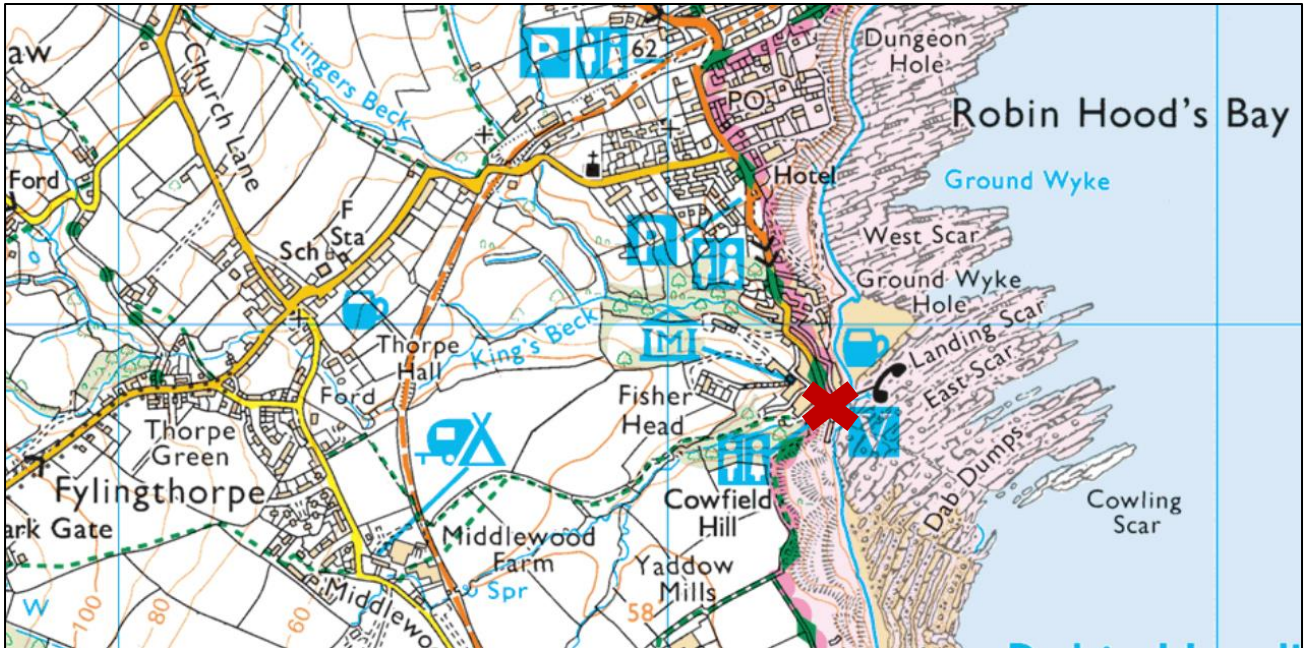 Dungeon
Hole
aw
Lingers Beck
62
PO
Robin Hood's Bay
Church Lane
Ford
Ground Wyke
Hotel
F
Sta
Sch
P
West Scar
Ground Wyke
Hole
Thorpe
Hall
King's Beck
M
Landing Scar
East Scar
Ford
Fisher
Head
Thorpe
Green
V
Fylingthorpe
Dab Dumps
Cowfield
Hill
Cowling
Scar
ark Gate
Middlewood
Farm
Yaddow
Mills
Spr
W
100
80
60
58
Middlewo